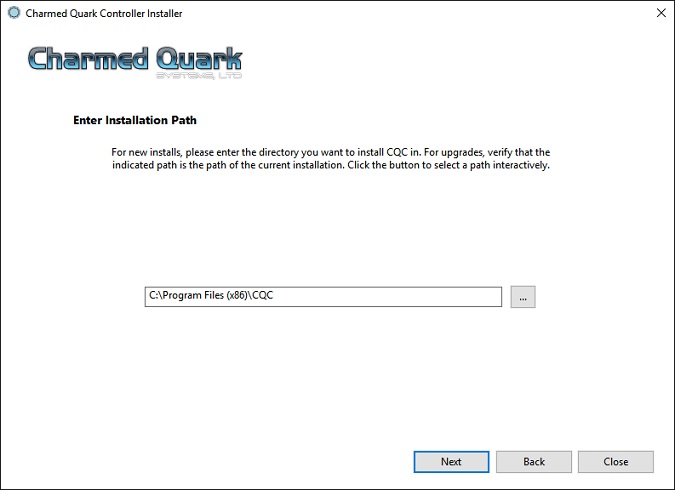 Charmed Quark Controller Installer
Charmed Quark
SYSTEMS, LTD
Enter Installation Path
For new installs, please enter the directory you want to install CQC in. For upgrades, verify that the
indicated path is the path of the current installation. Click the button to select a path interactively.
C:\Program Files (x86)\CQC
...
Next
Back
Close